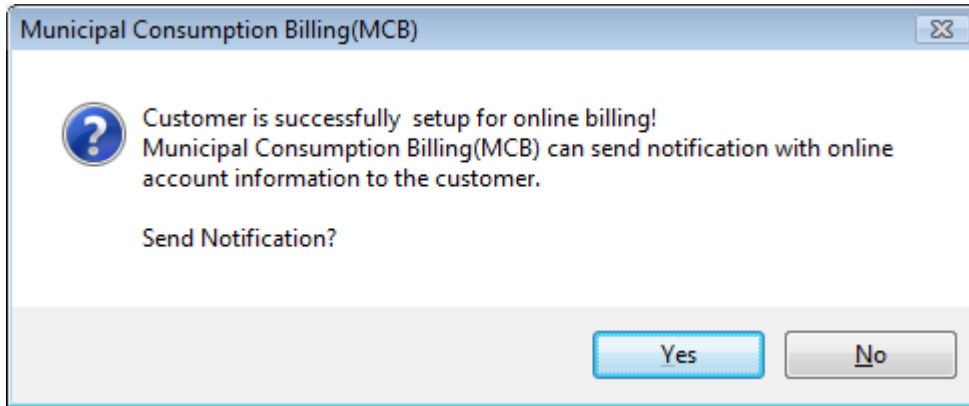 Municipal Consumption Billing(MCB)
Customer is successfully  setup for online billing!
Municipal Consumption Billing(MCB) can send notification with online
account information to the customer.
Send Notification?
Yes
No